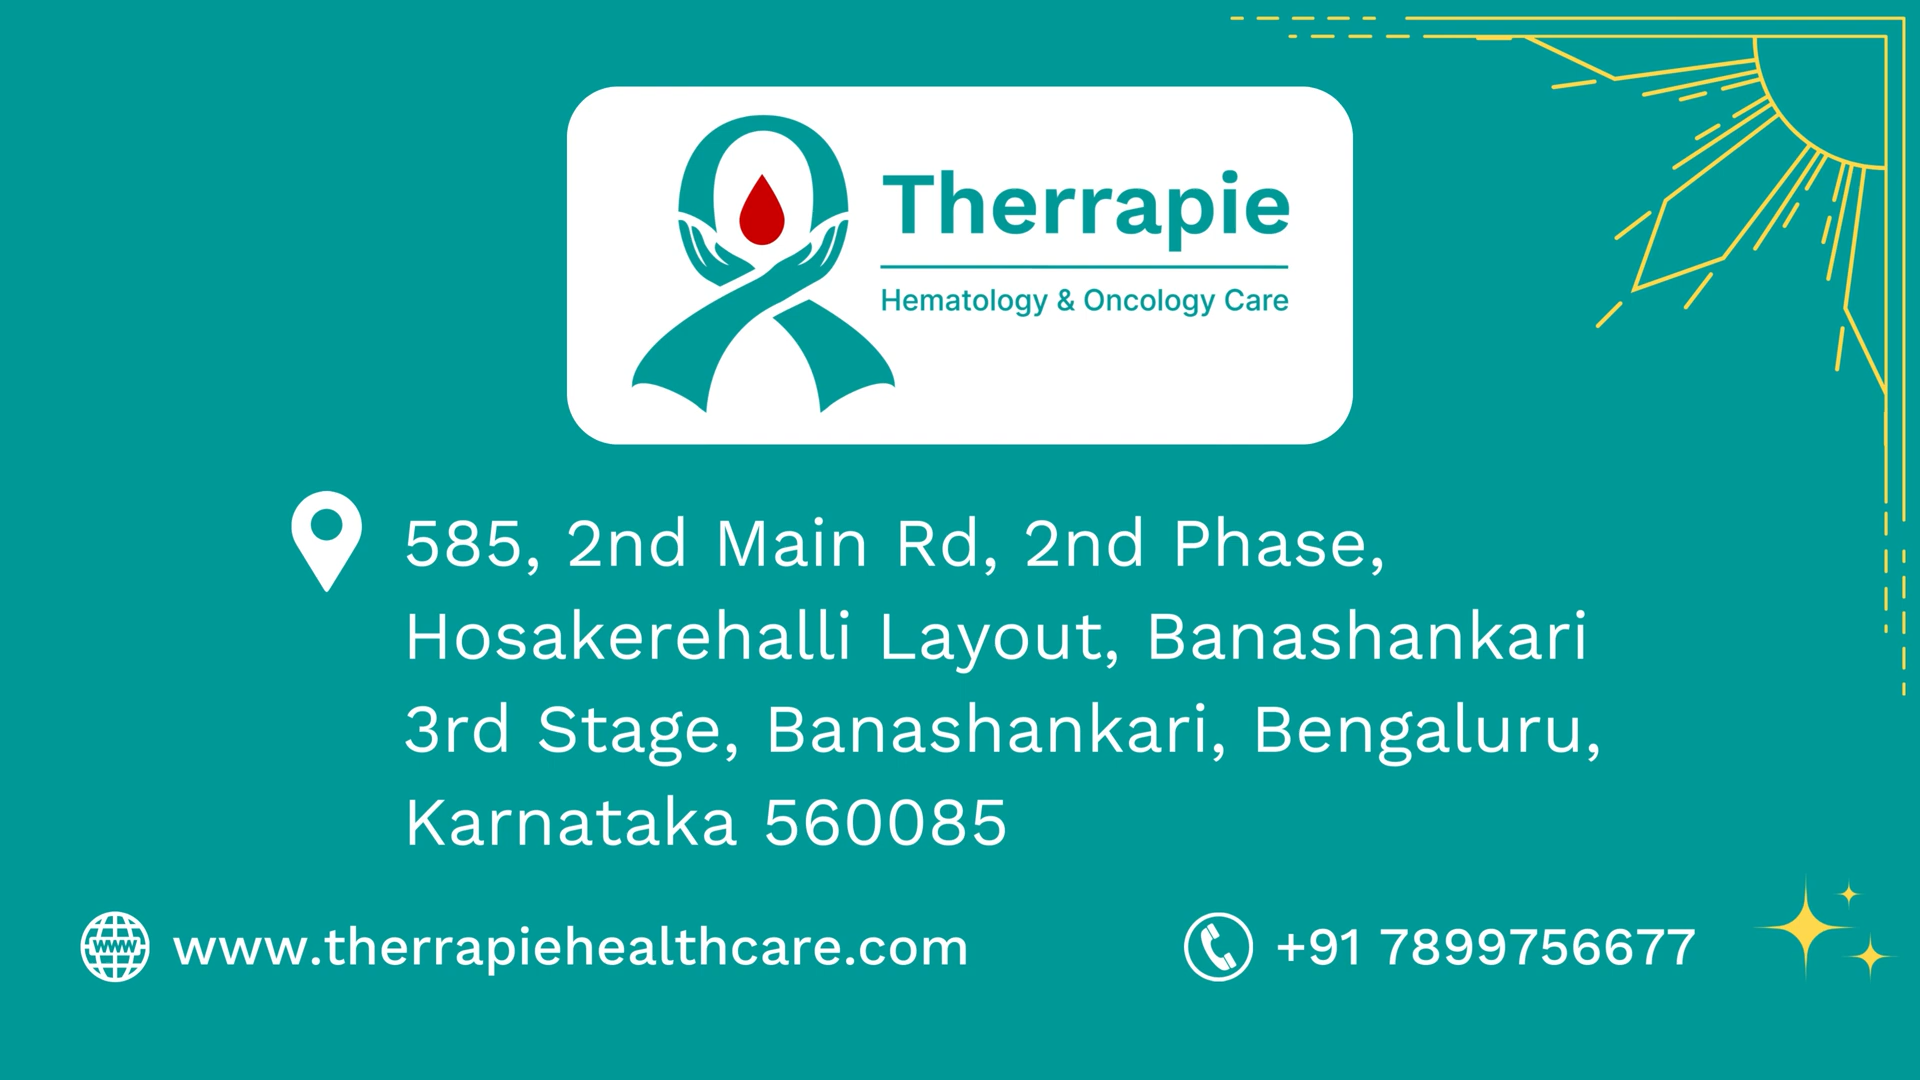 Therrapie
Hematology & Oncology Care
585, 2nd Main Rd, 2nd Phase,
Hosakerehalli Layout, Banashankari
3rd Stage, Banashankari, Bengaluru,
Karnataka 560085
www
www.therrapiehealthcare.com
+91 7899756677